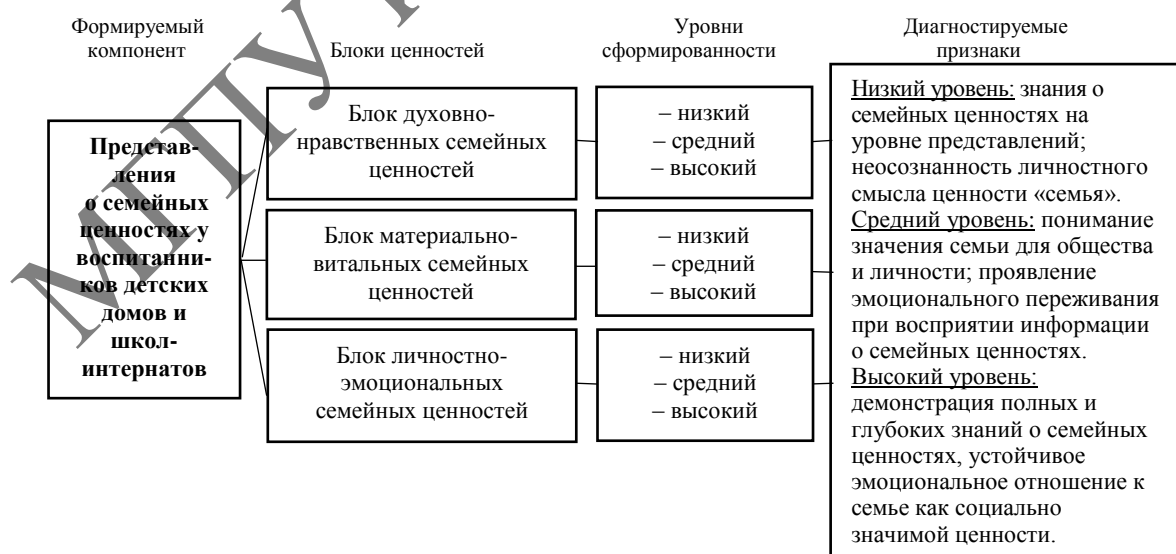 Формируемый
компонент
Блоки ценностей
Уровни
сформированности
Диагностируемые
признаки
Представ-
ления
о семейных
ценностях у
воспитанни-
ков детских
домов и
школ-
интернатов
Блок духовно-
нравственных семейных
ценностей
Блок материально-
витальных семейных
ценностей
Блок личностно-
эмоциональных
семейных ценностей
– низкий
– средний
– высокий
– низкий
– средний
– высокий
– низкий
– средний
– высокий
Низкий уровень: знания о
семейных ценностях на
уровне представлений;
неосознанность личностного
смысла ценности «семья».
Средний уровень: понимание
значения семьи для общества
и личности; проявление
эмоционального переживания
при восприятии информации
о семейных ценностях.
Высокий уровень:
демонстрация полных и
глубоких знаний о семейных
ценностях, устойчивое
эмоциональное отношение к
семье как социально
значимой ценности.